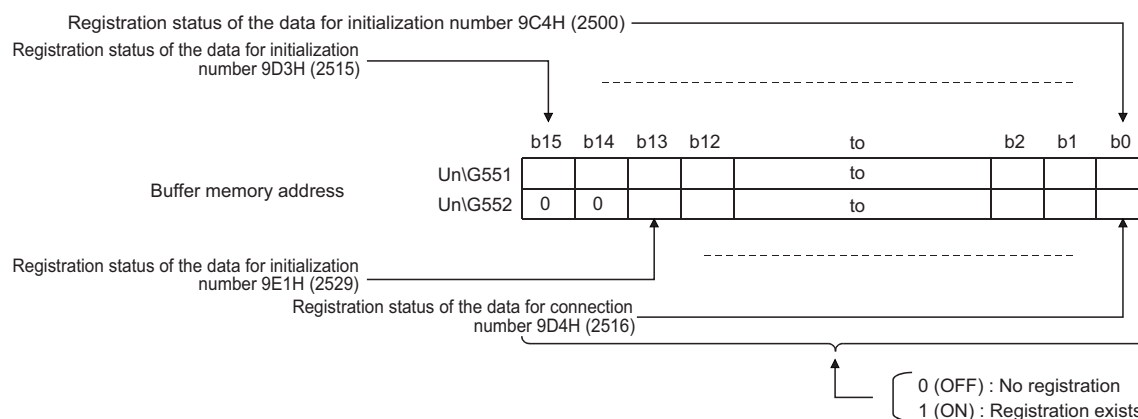 Registration status of the data for initialization number 9C4H (2500)
Registration status of the data for initialization
number 9D3H (2515)
b15 b14 b13 b12 to b2 b1 b0
Un\G551 to
Buffer memory address
Un\G552 0 0 to
Registration status of the data for initialization
number 9E1H (2529)
Registration status of the data for connection
number 9D4H (2516)
0 (OFF) : No registration
1 (ON) : Registration exists